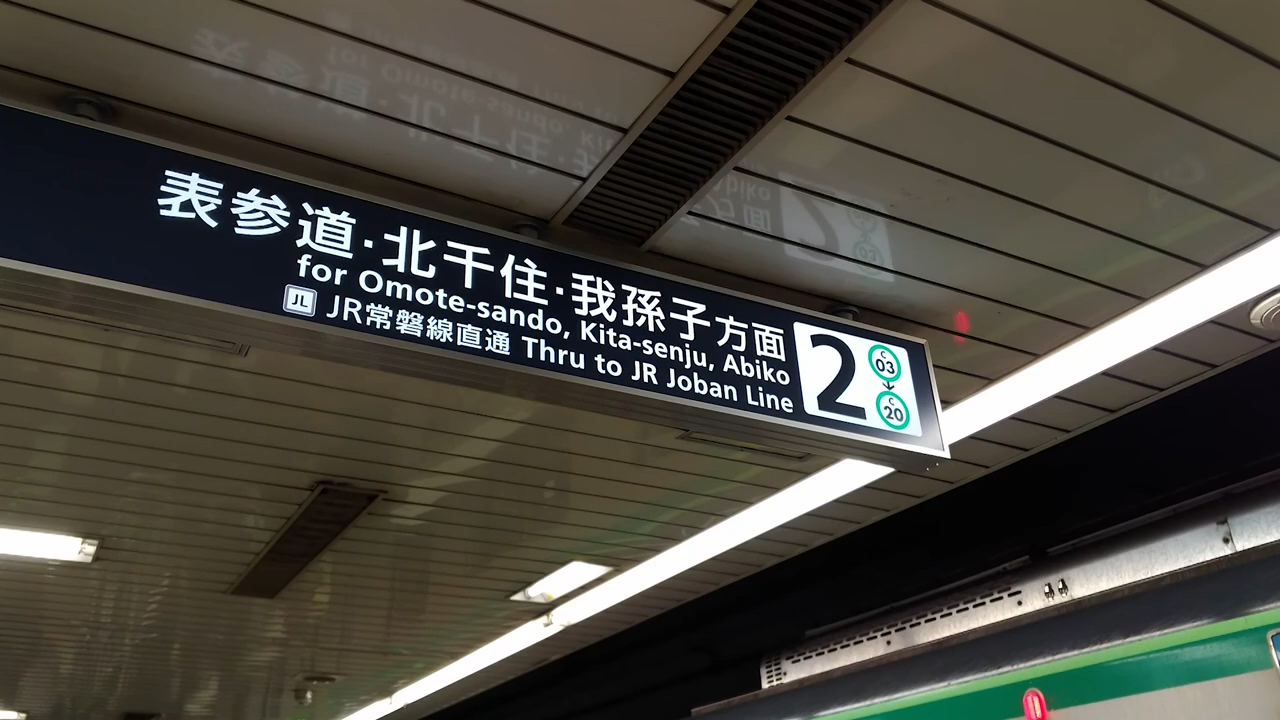 表参道・北千住・我孫子方面
for Omote-sando, Kita-senju, Abiko
JL JR常磐線直通 Thru to JR Joban Line
2
C
03
↓
C
20